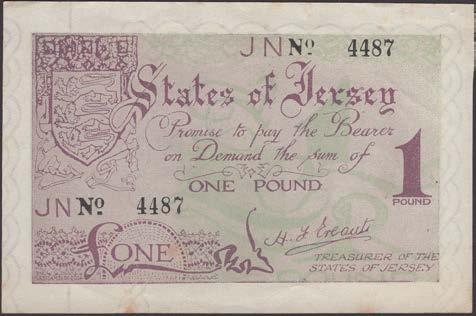 JN No 4487
States of Jersey
Promise to pay the Bearer
on Demand the sum of
ONE POUND
1
POUND
JN No 4487
£ONE
H. F. Ereaut
TREASURER OF THE
STATES OF JERSEY